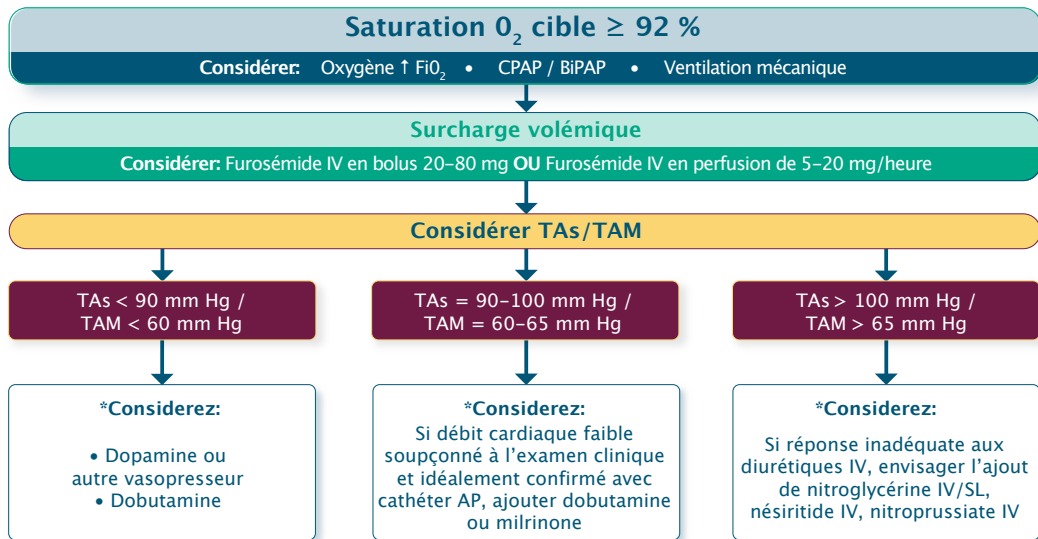 Saturation 0₂ cible ≥ 92 %
Considérer: Oxygène ↑ Fi0₂ • CPAP / BiPAP • Ventilation mécanique
Surcharge volémique
Considérer: Furosémide IV en bolus 20–80 mg OU Furosémide IV en perfusion de 5–20 mg/heure
Considérer TAs/TAM
TAs < 90 mm Hg /
TAM < 60 mm Hg
TAs = 90–100 mm Hg /
TAM = 60–65 mm Hg
TAs > 100 mm Hg /
TAM > 65 mm Hg
*Considerez:
• Dopamine ou
autre vasopresseur
• Dobutamine
*Considerez:
Si débit cardiaque faible
soupçonné à l'examen clinique
et idéalement confirmé avec
cathéter AP, ajouter dobutamine
ou milrinone
*Considerez:
Si réponse inadéquate aux
diurétiques IV, envisager l'ajout
de nitroglycérine IV/SL,
nésiritide IV, nitroprussiate IV